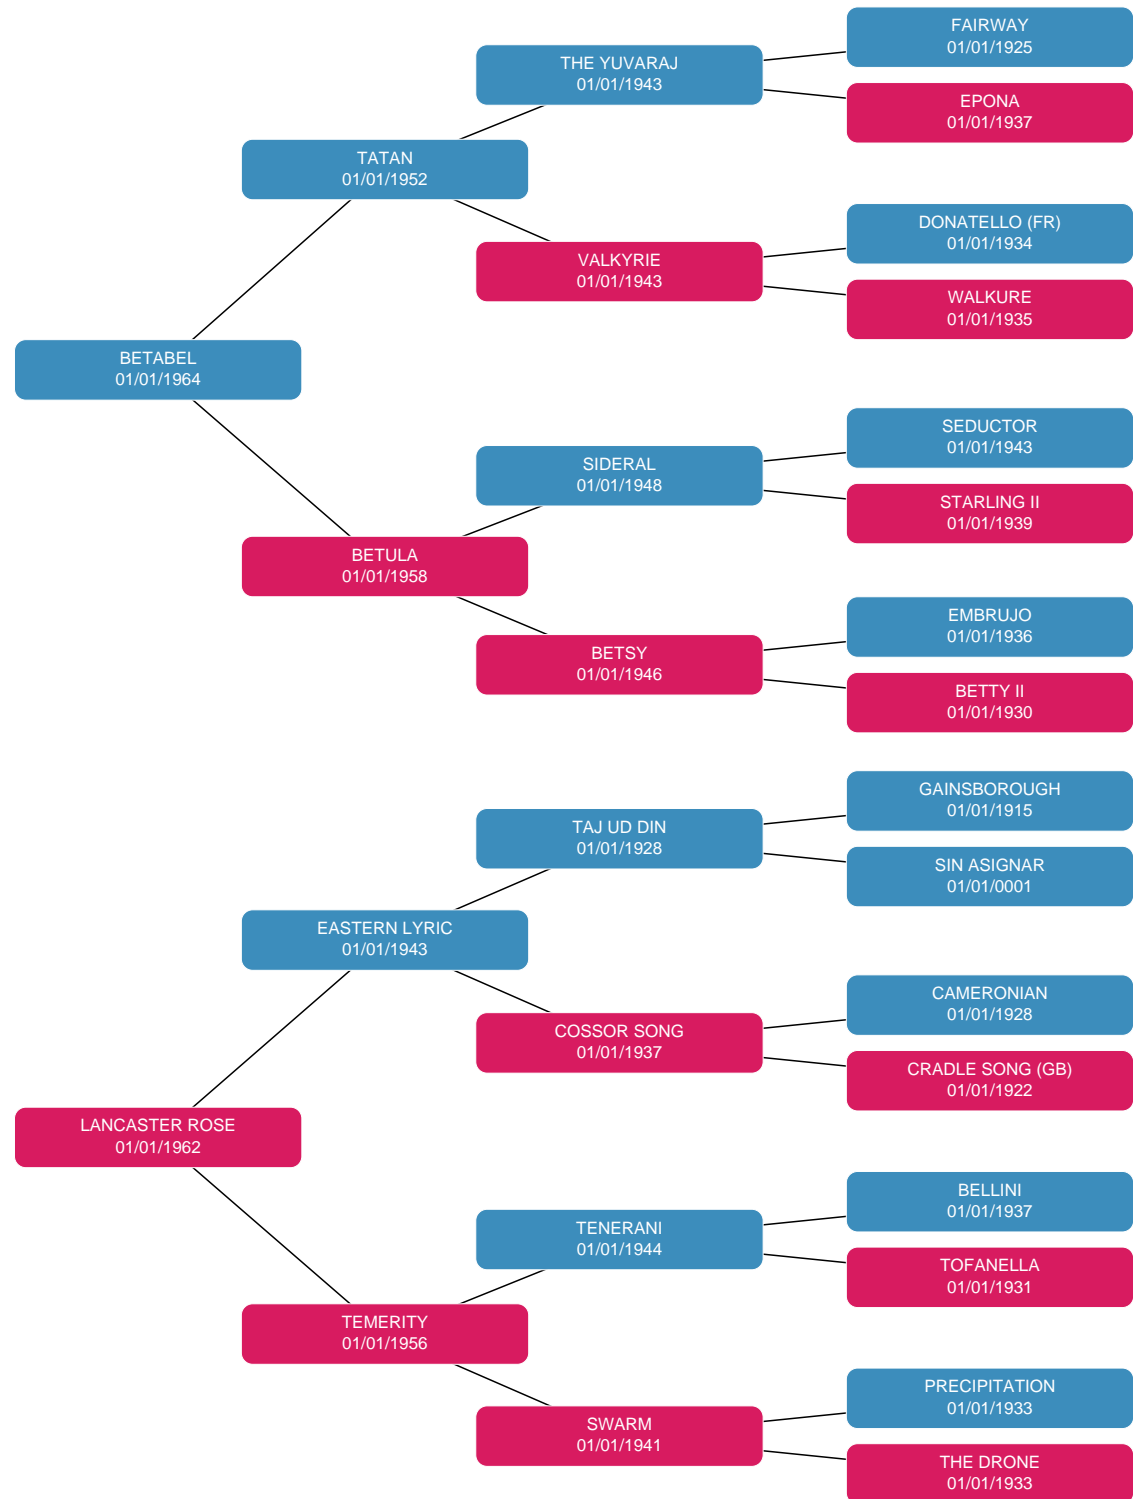 FAIRWAY
01/01/1925
THE YUVARAJ
01/01/1943
EPONA
01/01/1937
TATAN
01/01/1952
DONATELLO (FR)
01/01/1934
VALKYRIE
01/01/1943
WALKURE
01/01/1935
BETABEL
01/01/1964
SEDUCTOR
01/01/1943
SIDERAL
01/01/1948
STARLING II
01/01/1939
BETULA
01/01/1958
EMBRUJO
01/01/1936
BETSY
01/01/1946
BETTY II
01/01/1930
GAINSBOROUGH
01/01/1915
TAJ UD DIN
01/01/1928
SIN ASIGNAR
01/01/0001
EASTERN LYRIC
01/01/1943
CAMERONIAN
01/01/1928
COSSOR SONG
01/01/1937
CRADLE SONG (GB)
01/01/1922
LANCASTER ROSE
01/01/1962
BELLINI
01/01/1937
TENERANI
01/01/1944
TOFANELLA
01/01/1931
TEMERITY
01/01/1956
PRECIPITATION
01/01/1933
SWARM
01/01/1941
THE DRONE
01/01/1933